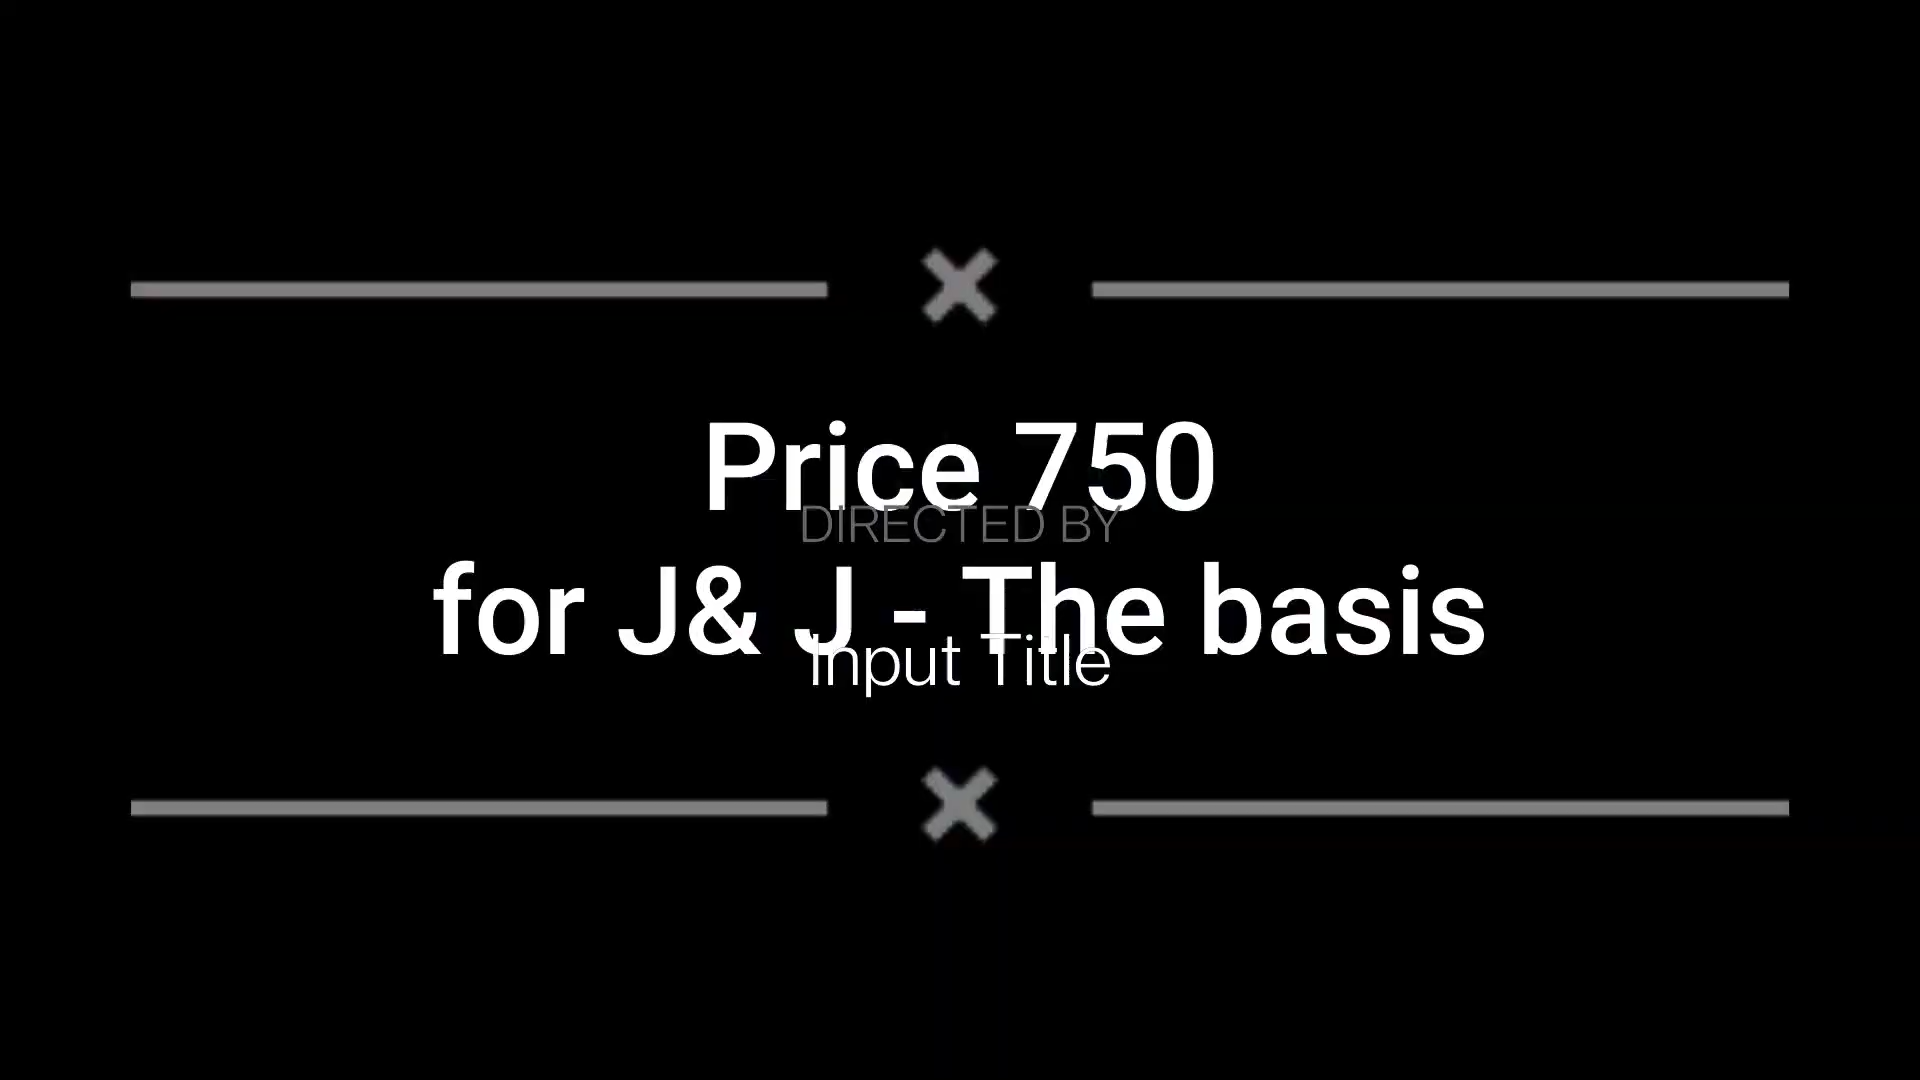 Price 750
DIRECTED BY
for J& J - The basis
Input Title